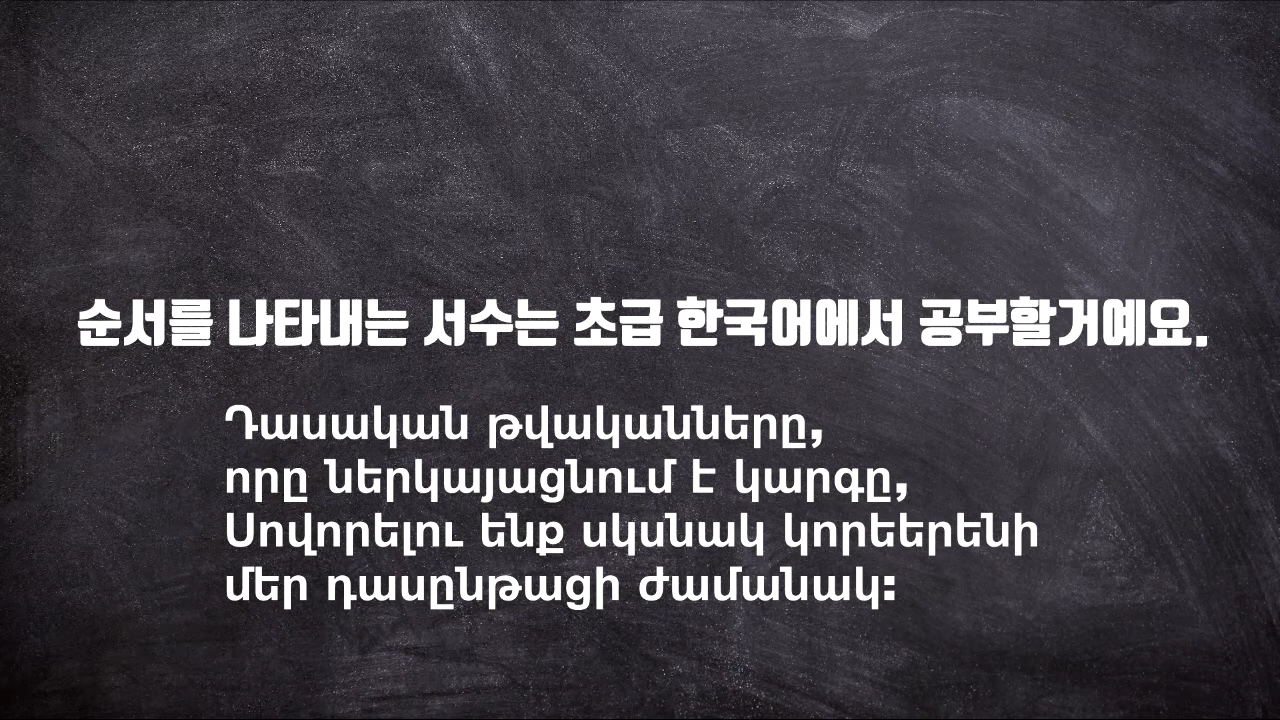 순서를 나타내는 서수는 초급 한국어에서 공부할거예요.
Դասական թվականները,
որը ներկայացնում է կարգը,
Սովորելու ենք սկսնակ կորեերենի
մեր դասընթացի ժամանակ: